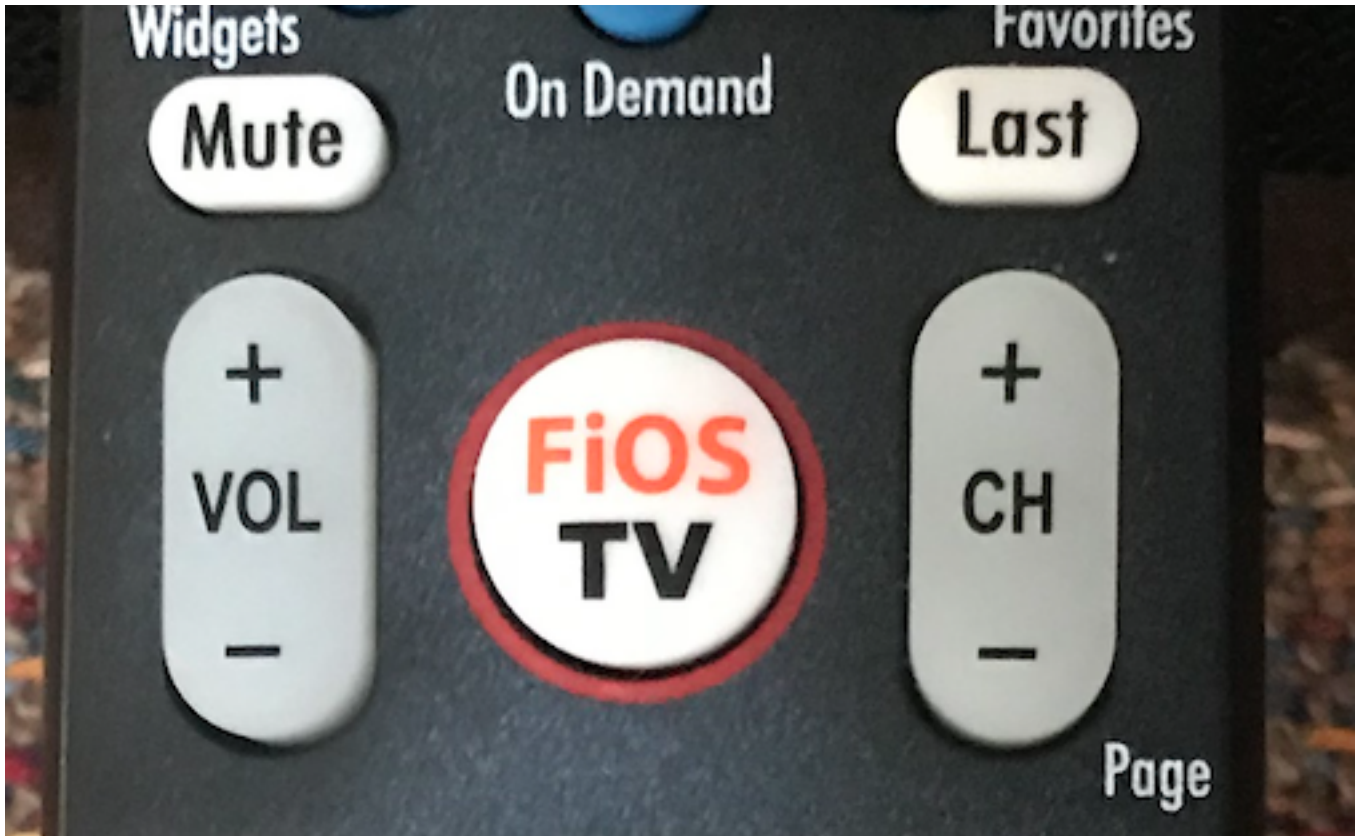 Widgets
Favorites
On Demand
Mute
Last
+
+
FiOS
VOL
CH
TV
-
-
Page